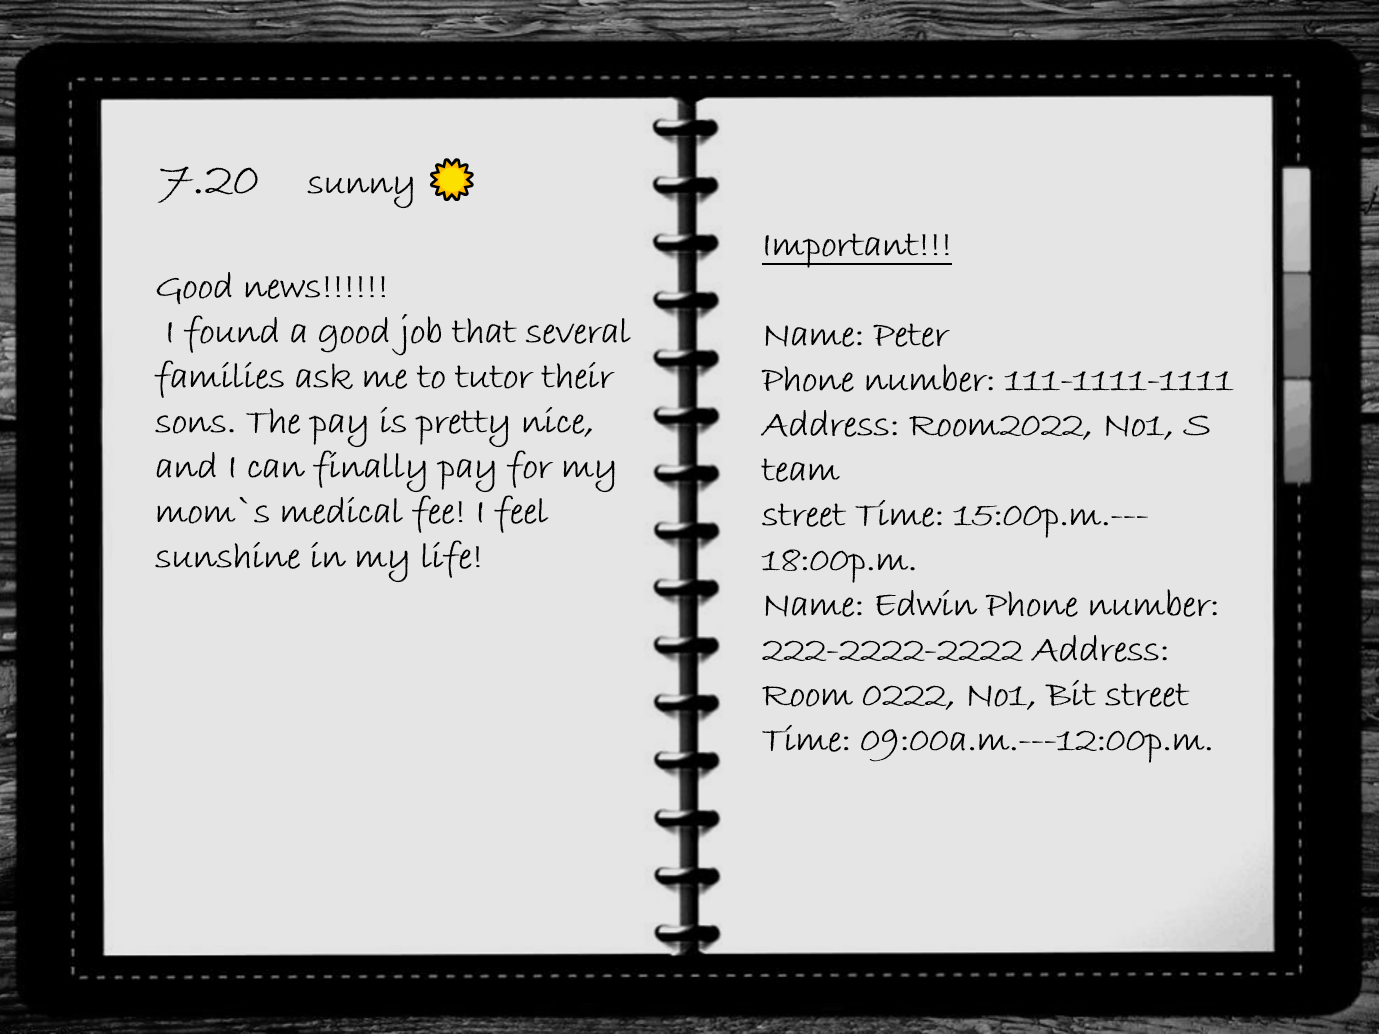 7.20 sunny
Good news!!!!!!
I found a good job that several
families ask me to tutor their
sons. The pay is pretty nice,
and I can finally pay for my
mom`s medical fee! I feel
sunshine in my life!
Important!!!
Name: Peter
Phone number: 111-1111-1111
Address: Room2022, No1, S
team
street Time: 15:00p.m.---
18:00p.m.
Name: Edwin Phone number:
222-2222-2222 Address:
Room 0222, No1, Bit street
Time: 09:00a.m.---12:00p.m.